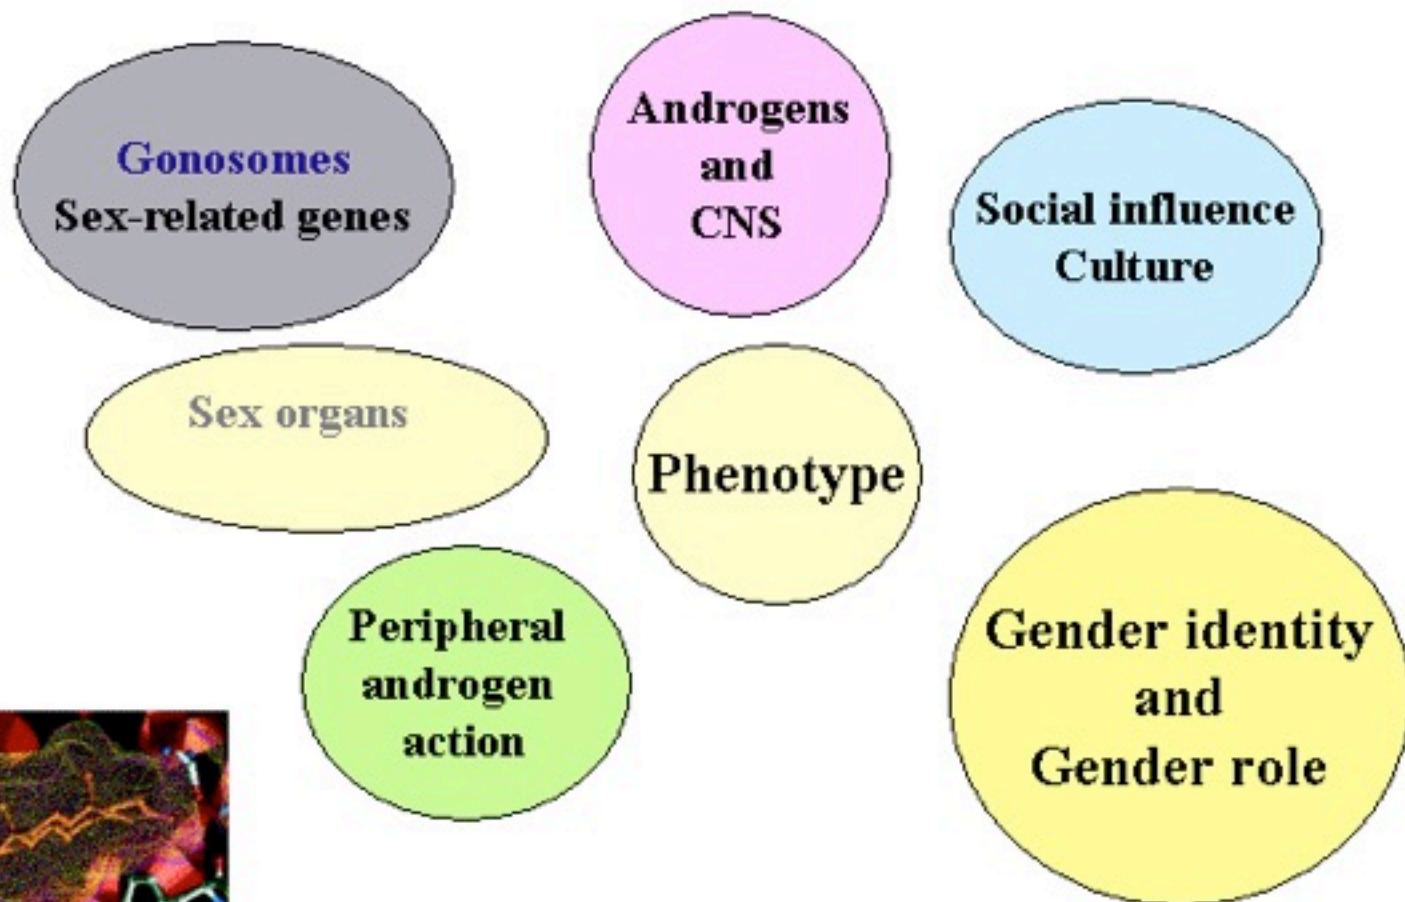 Gonosomes
Sex-related genes
Androgens
and
CNS
Social influence
Culture
Sex organs
Phenotype
Peripheral
androgen
action
Gender identity
and
Gender role